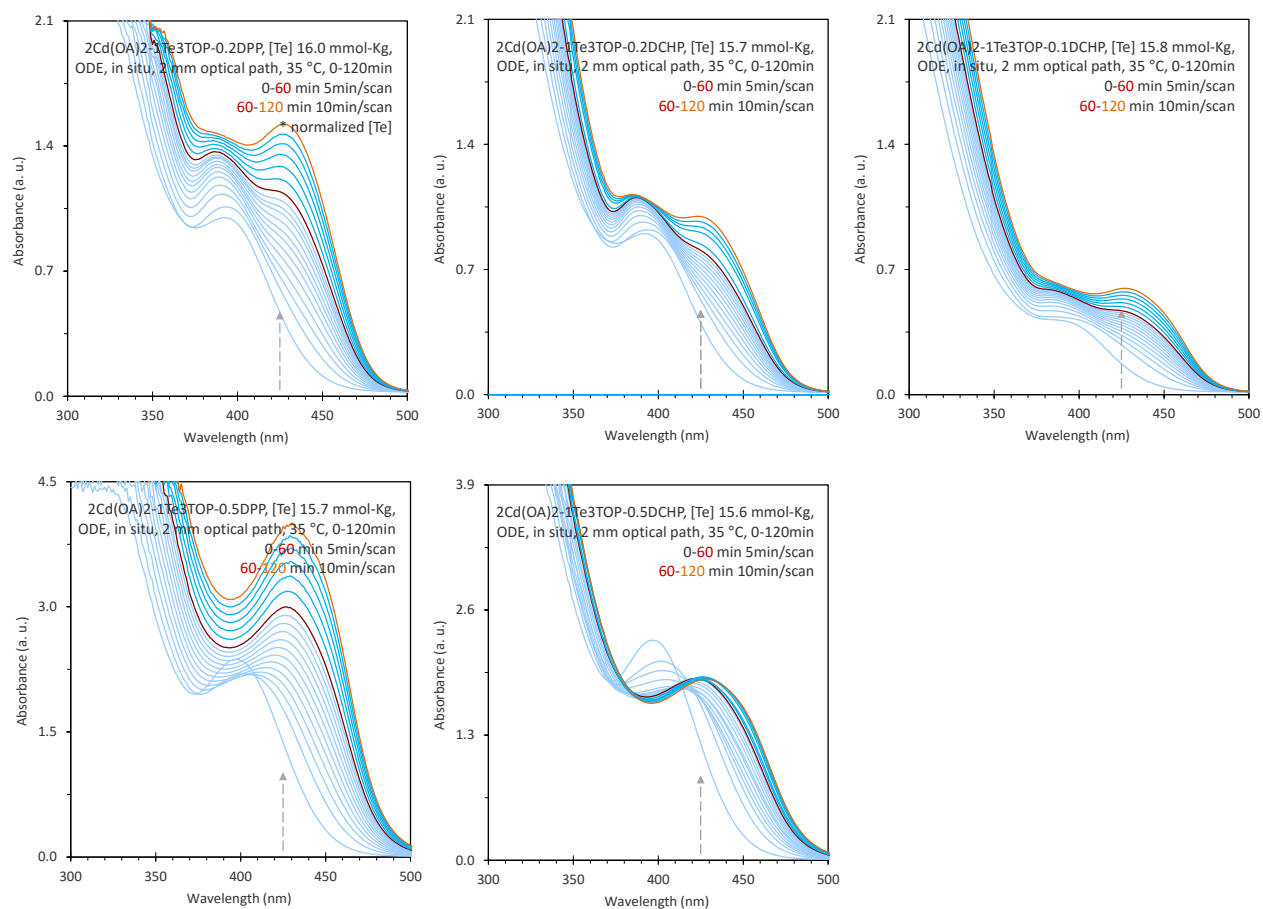 2.1
2Cd(OA)2-1Te3TOP-0.2DPP, [Te] 16.0 mmol-Kg,
ODE, in situ, 2 mm optical path, 35 °C, 0-120min
0-60 min 5min/scan
60-120 min 10min/scan
* normalized [Te]
1.4
0.7
0.0
Absorbance (a. u.)
300 350 400 450 500
Wavelength (nm)
2.1
2Cd(OA)2-1Te3TOP-0.2DCHP, [Te] 15.7 mmol-Kg,
ODE, in situ, 2 mm optical path, 35 °C, 0-120min
0-60 min 5min/scan
60-120 min 10min/scan
1.4
0.7
0.0
Absorbance (a. u.)
300 350 400 450 500
Wavelength (nm)
2.1
2Cd(OA)2-1Te3TOP-0.1DCHP, [Te] 15.8 mmol-Kg,
ODE, in situ, 2 mm optical path, 35 °C, 0-120min
0-60 min 5min/scan
60-120 min 10min/scan
1.4
0.7
0.0
Absorbance (a. u.)
300 350 400 450 500
Wavelength (nm)
4.5
2Cd(OA)2-1Te3TOP-0.5DPP, [Te] 15.7 mmol-Kg,
ODE, in situ, 2 mm optical path, 35 °C, 0-120min
0-60 min 5min/scan
60-120 min 10min/scan
3.0
1.5
0.0
Absorbance (a. u.)
300 350 400 450 500
Wavelength (nm)
3.9
2Cd(OA)2-1Te3TOP-0.5DCHP, [Te] 15.6 mmol-Kg,
ODE, in situ, 2 mm optical path, 35 °C, 0-120min
0-60 min 5min/scan
60-120 min 10min/scan
2.6
1.3
0.0
Absorbance (a. u.)
300 350 400 450 500
Wavelength (nm)